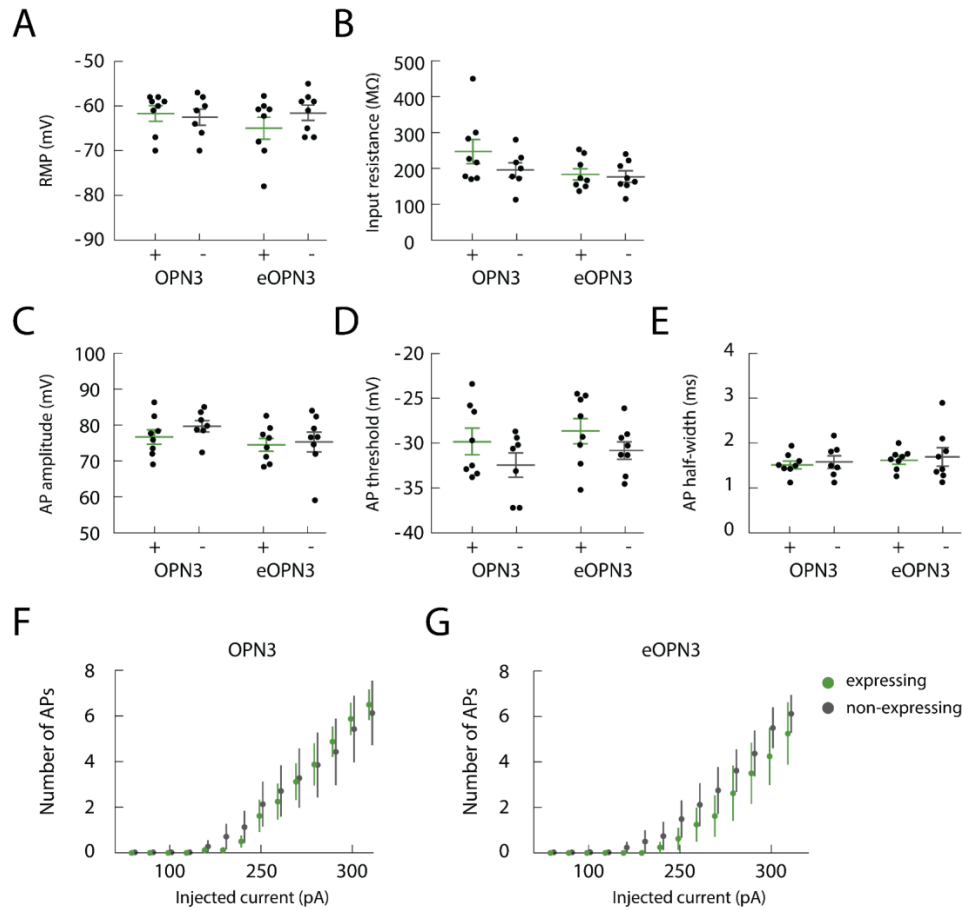 A
B
-50
-60
-70
-80
-90
RMP (mV)
+ - + -
OPN3 eOPN3
500
400
300
200
100
0
Input resistance (MΩ)
+ - + -
OPN3 eOPN3
C
D
E
100
90
80
70
60
50
AP amplitude (mV)
+ - + -
OPN3 eOPN3
-20
-25
-30
-35
-40
AP threshold (mV)
+ - + -
OPN3 eOPN3
4
3
2
1
0
AP half-width (ms)
+ - + -
OPN3 eOPN3
F
G
OPN3
8
6
4
2
0
Number of APs
100 250 300
Injected current (pA)
eOPN3
8
6
4
2
0
Number of APs
100 250 300
Injected current (pA)
expressing
non-expressing